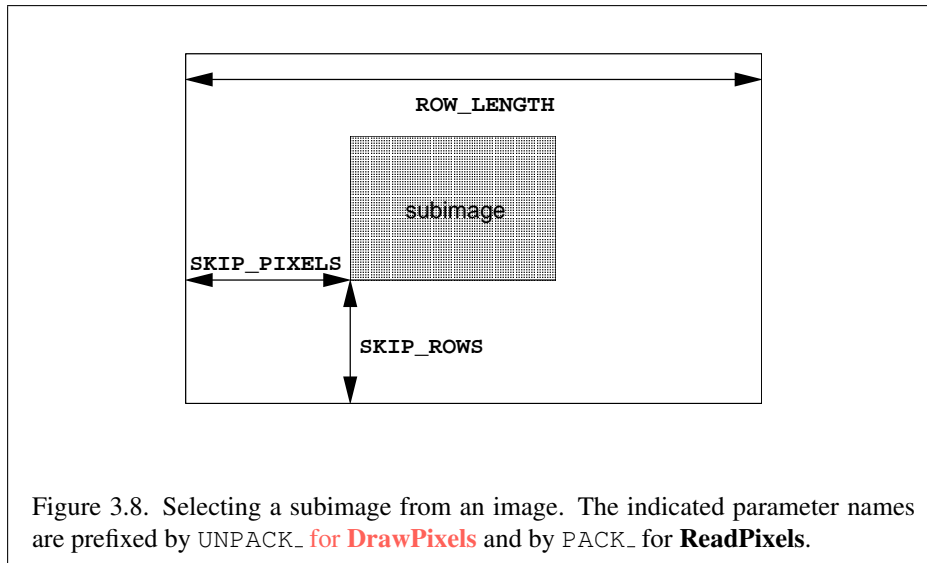 ROW_LENGTH
subimage
SKIP_PIXELS
SKIP_ROWS
Figure 3.8. Selecting a subimage from an image. The indicated parameter names
are prefixed by UNPACK_ for DrawPixels and by PACK_ for ReadPixels.